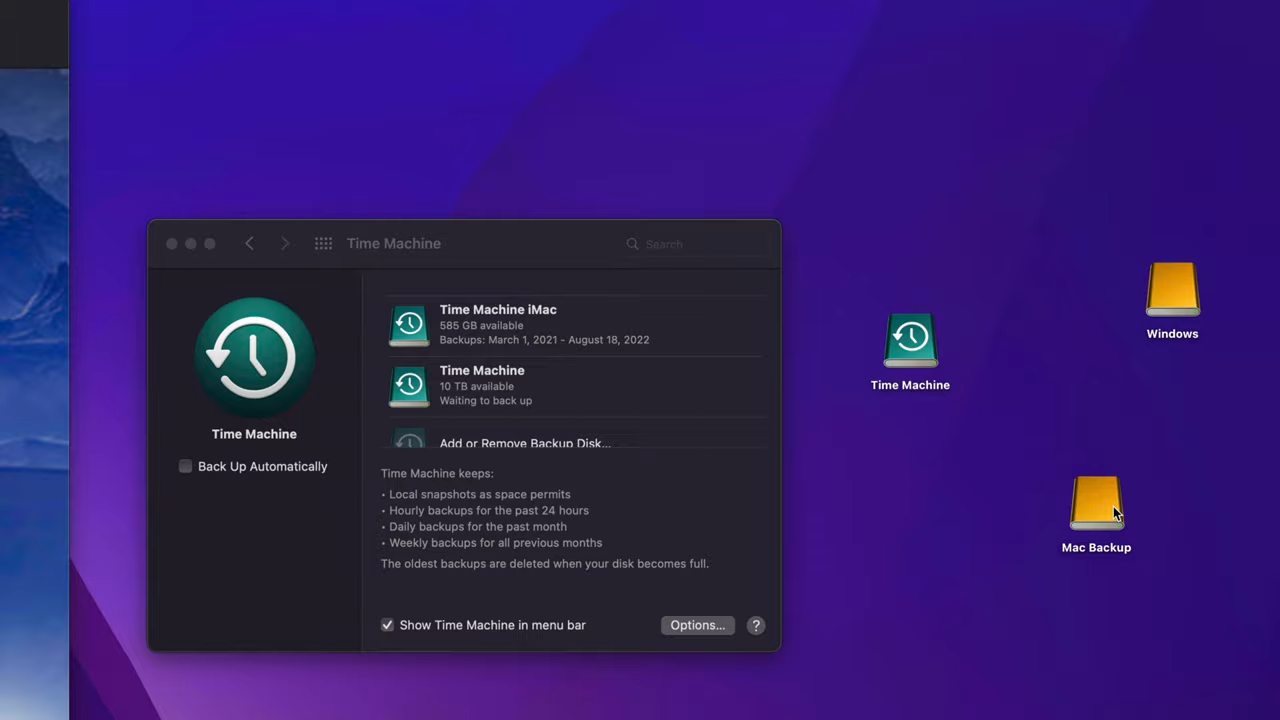 Time Machine
Search
Time Machine iMac
585 GB available
Backups: March 1, 2021 - August 18, 2022
Time Machine
10 TB available
Waiting to back up
Add or Remove Backup Disk...
Time Machine
Back Up Automatically
Time Machine keeps:
• Local snapshots as space permits
• Hourly backups for the past 24 hours
• Daily backups for the past month
• Weekly backups for all previous months
The oldest backups are deleted when your disk becomes full.
Show Time Machine in menu bar
Options...
?
Windows
Time Machine
Mac Backup